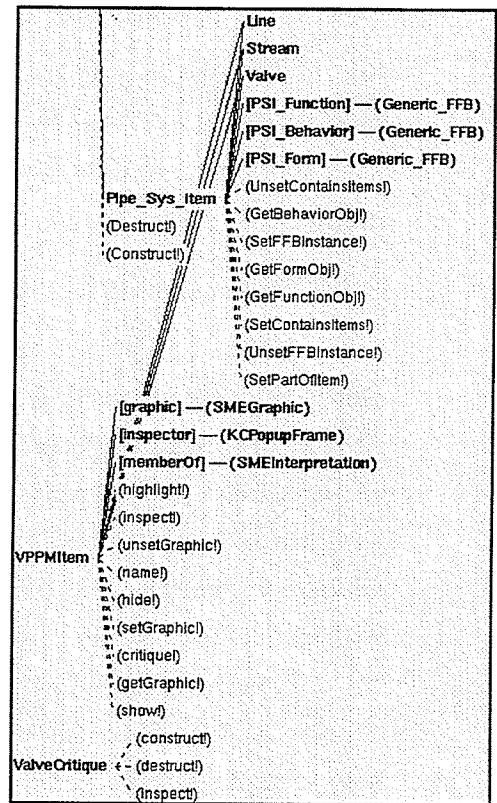 Line
Stream
Valve
[PSI_Function] — (Generic_FFB)
[PSI_Behavior] — (Generic_FFB)
[PSI_Form] — (Generic_FFB)
(UnsetContainsItems!)
Pipe_Sys_Item
(GetBehaviorObj!)
(Destruct!)
(SetFFBInstance!)
(Construct!)
(GetFormObj!)
(GetFunctionObj!)
(SetContainsItems!)
(UnsetFFBInstance!)
(SetPartOfItem!)
[graphic] — (SMEGraphic)
[inspector] — (KCPopupFrame)
[memberOf] — (SMEInterpretation)
(highlight!)
(inspect!)
(unsetGraphic!)
VPPMItem
(name!)
(hide!)
(setGraphic!)
(critique!)
(getGraphic!)
(show!)
(construct!)
ValveCritique
(destruct!)
(inspect!)